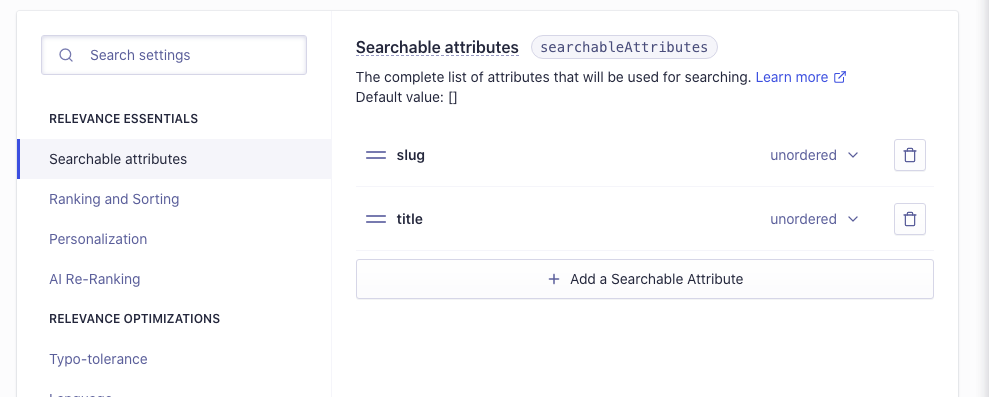 Search settings
RELEVANCE ESSENTIALS
Searchable attributes
Ranking and Sorting
Personalization
AI Re-Ranking
RELEVANCE OPTIMIZATIONS
Typo-tolerance
Searchable attributes searchableAttributes
The complete list of attributes that will be used for searching. Learn more
Default value: []
slug unordered
title unordered
Add a Searchable Attribute